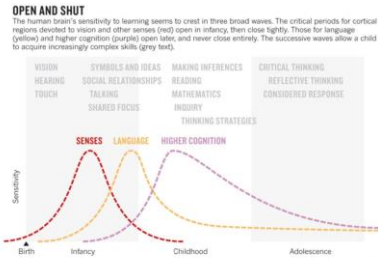 OPEN AND SHUT
The human brain's sensitivity to learning seems to crest in three broad waves. The critical periods for cortical
regions devoted to vision and other senses (red) open in infancy, then close tightly. Those for language
(yellow) and higher cognition (purple) open later, and never close entirely. The successive waves allow a child
to acquire increasingly complex skills (grey text).
VISION
HEARING
TOUCH
SYMBOLS AND IDEAS
SOCIAL RELATIONSHIPS
TALKING
SHARED FOCUS
MAKING INFERENCES
READING
MATHEMATICS
INQUIRY
THINKING STRATEGIES
CRITICAL THINKING
REFLECTIVE THINKING
CONSIDERED RESPONSE
SENSES
LANGUAGE
HIGHER COGNITION
Sensitivity
Birth
Infancy
Childhood
Adolescence